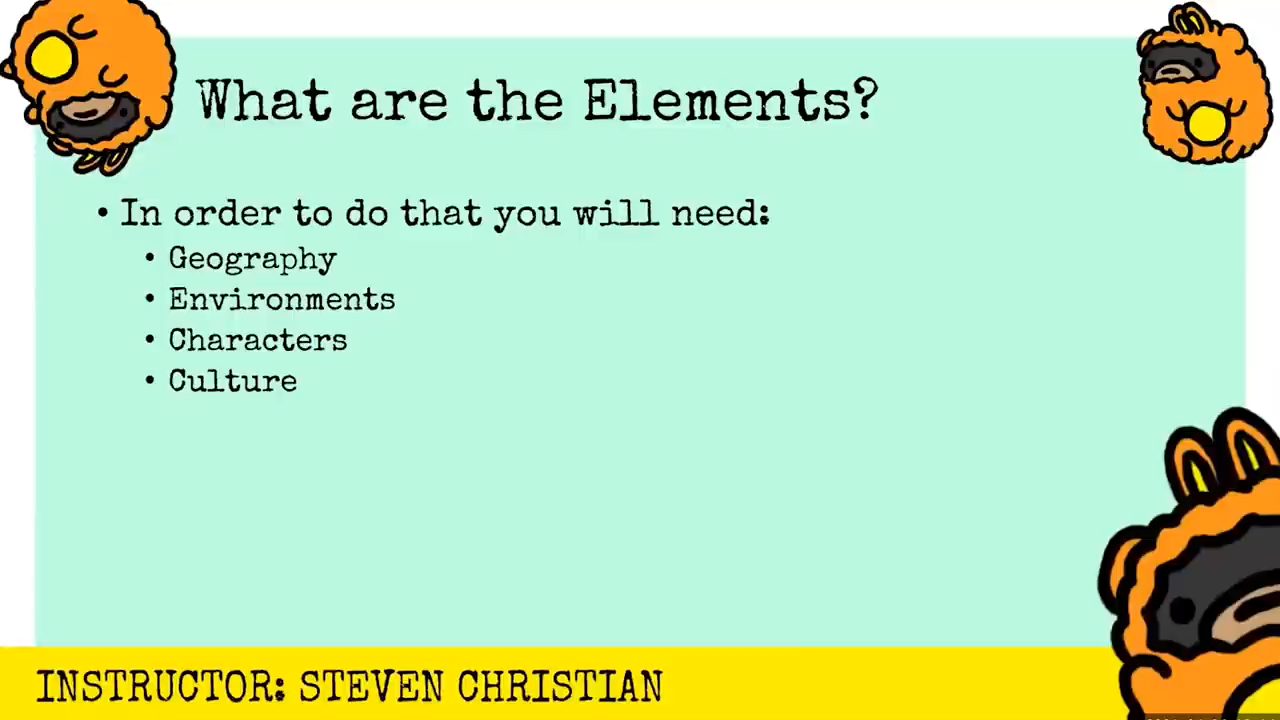 What are the Elements?
• In order to do that you will need:
• Geography
• Environments
• Characters
• Culture
INSTRUCTOR: STEVEN CHRISTIAN